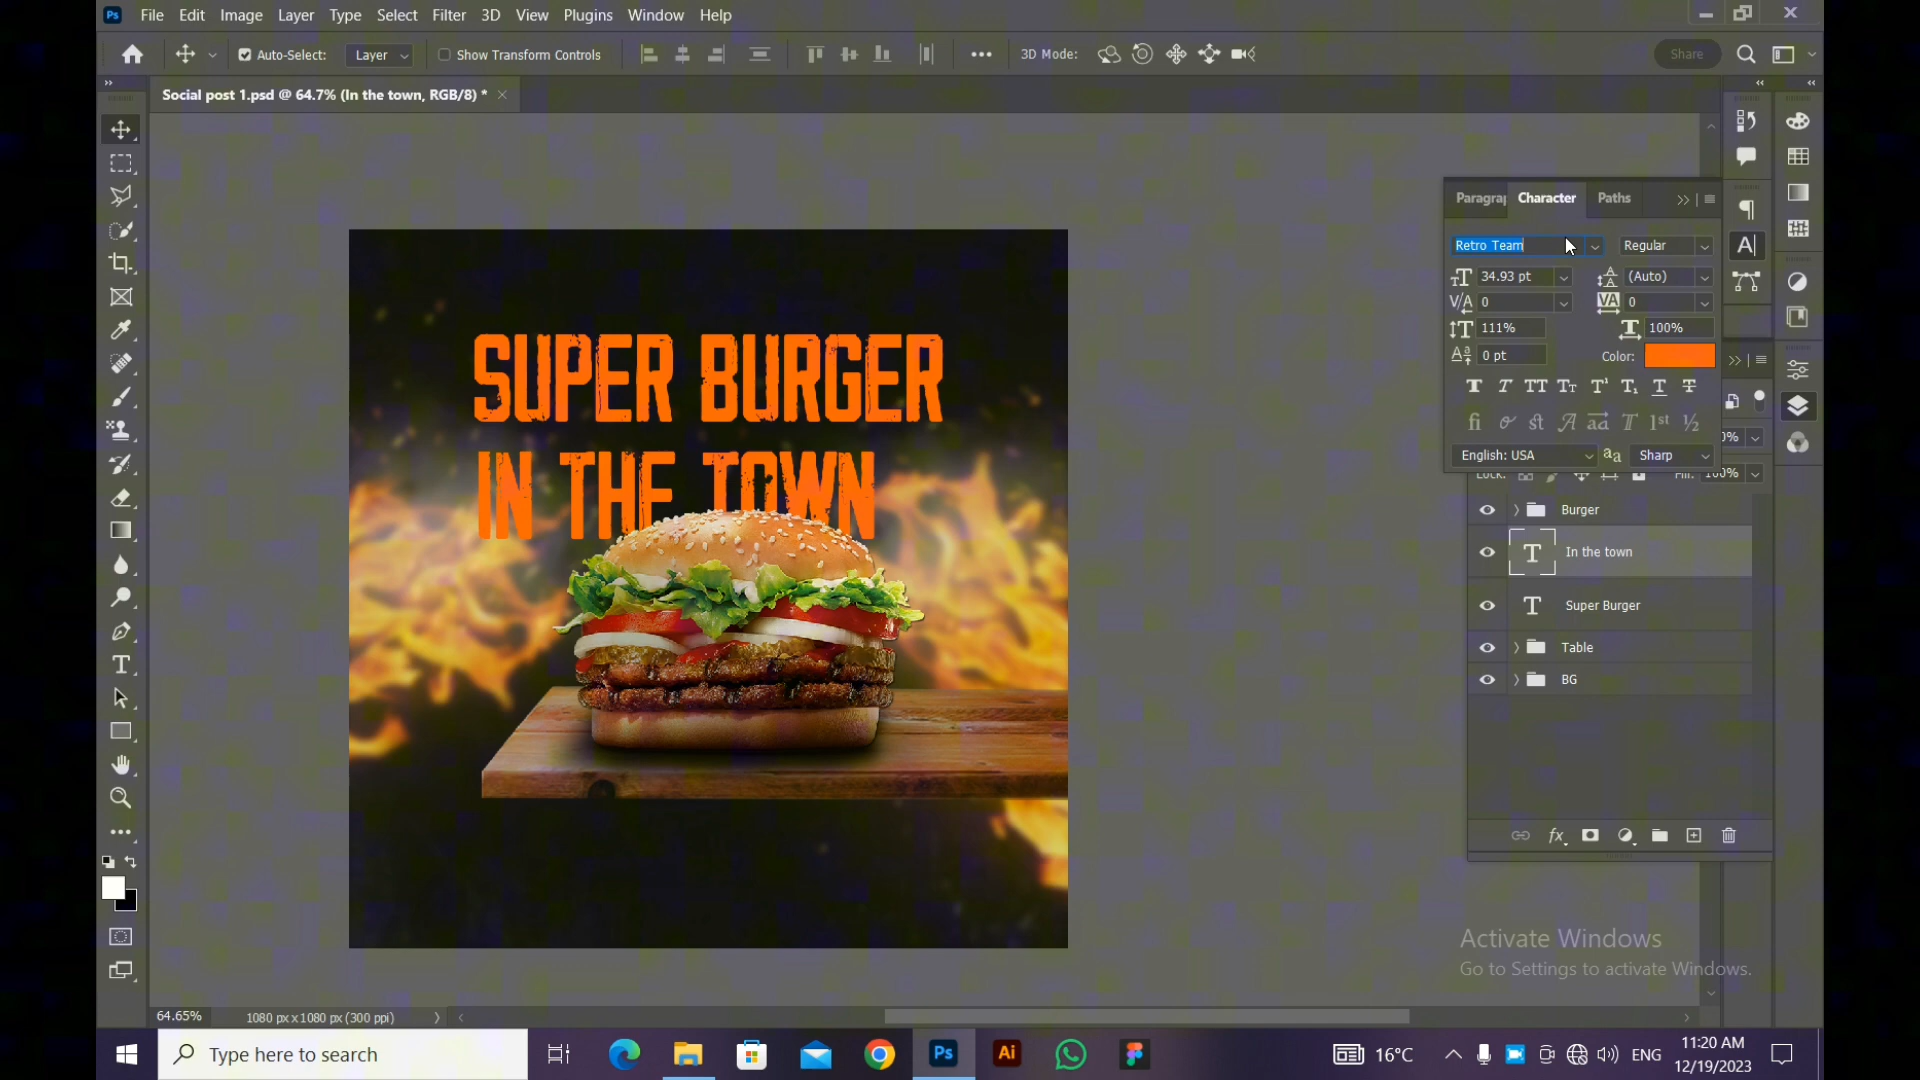 File Edit Image Layer Type Select Filter 3D View Plugins Window Help
Auto-Select: Layer Show Transform Controls 3D Mode: Share
Social post 1.psd @ 64.7% (In the town, RGB/8) *
Character Paths
Retro Team Regular
34.93 pt (Auto)
0 0
111% 100%
0 pt Color:
English: USA Sharp
Burger
In the town
Super Burger
Table
BG
SUPER BURGER
IN THE TOWN
Activate Windows
Go to Settings to activate Windows.
64.65% 1080 px x 1080 px (300 ppi)
Type here to search
16°C ENG
11:20 AM
12/19/2023